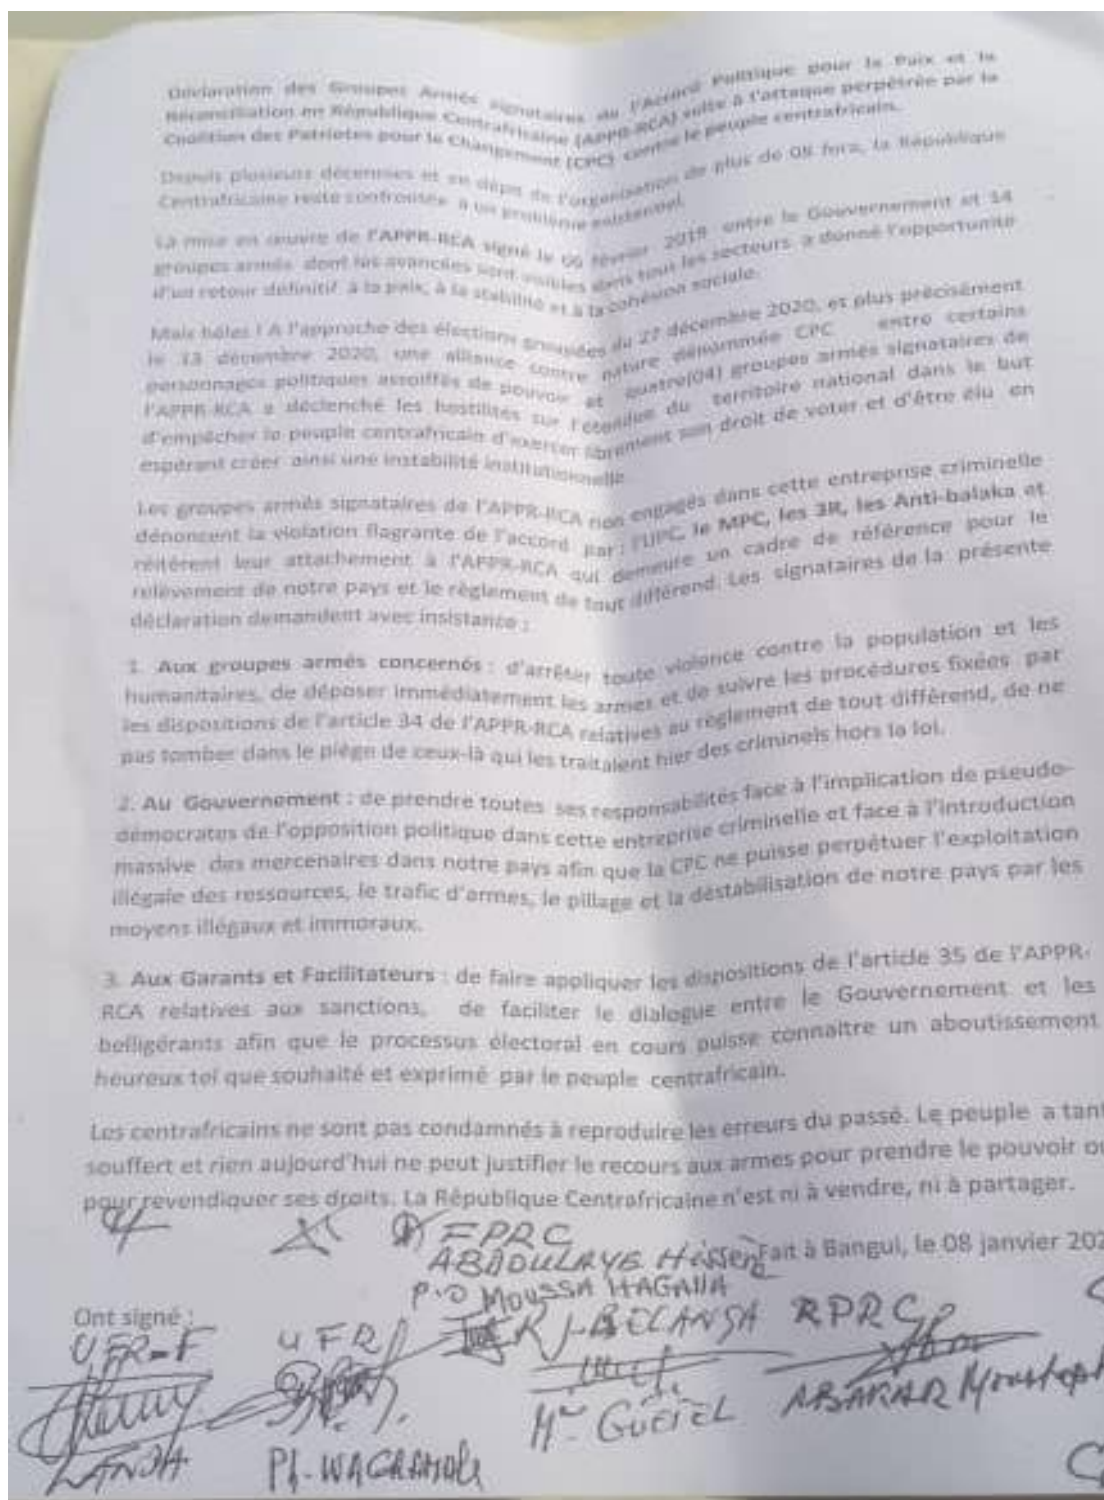 Déclaration des Groupes Armés signataires du l'Accord Politique pour la Paix et la
Réconciliation en République Centrafricaine (APPR-RCA) suite à l'attaque perpétrée par la
Coalition des Patriotes pour le Changement (CPC) contre le peuple centrafricain.
Depuis plusieurs décennies et en dépit de l'organisation de plus de 08 fora, la République
Centrafricaine reste confrontée à un problème existentiel.
La mise en œuvre de l'APPR-RCA signé le 06 février 2019 entre le Gouvernement et 14
groupes armés dont les avancées sont visibles dans tous les secteurs a donné l'opportunité
d'un retour définitif à la paix, à la stabilité et à la cohésion sociale.
Mais hélas ! A l'approche des élections groupées du 27 décembre 2020, et plus précisément
le 13 décembre 2020, une alliance contre nature dénommée CPC entre certains
personnages politiques assoiffés de pouvoir et quatre(04) groupes armés signataires de
l'APPR-RCA a déclenché les hostilités sur l'étendue du territoire national dans le but
d'empêcher le peuple centrafricain d'exercer librement son droit de voter et d'être élu en
espérant créer ainsi une instabilité institutionnelle.
Les groupes armés signataires de l'APPR-RCA non engagés dans cette entreprise criminelle
dénoncent la violation flagrante de l'accord par : l'UPC, le MPC, les 3R, les Anti-balaka et
réitèrent leur attachement à l'APPR-RCA qui demeure un cadre de référence pour le
relèvement de notre pays et le règlement de tout différend. Les signataires de la présente
déclaration demandent avec insistance :
1. Aux groupes armés concernés : d'arrêter toute violence contre la population et les
humanitaires, de déposer immédiatement les armes et de suivre les procédures fixées par
les dispositions de l'article 34 de l'APPR-RCA relatives au règlement de tout différend, de ne
pas tomber dans le piège de ceux-là qui les traitaient hier des criminels hors la loi.
2. Au Gouvernement : de prendre toutes ses responsabilités face à l'implication de pseudo-
démocrates de l'opposition politique dans cette entreprise criminelle et face à l'introduction
massive des mercenaires dans notre pays afin que la CPC ne puisse perpétuer l'exploitation
illégale des ressources, le trafic d'armes, le pillage et la déstabilisation de notre pays par les
moyens illégaux et immoraux.
3. Aux Garants et Facilitateurs : de faire appliquer les dispositions de l'article 35 de l'APPR-
RCA relatives aux sanctions, de faciliter le dialogue entre le Gouvernement et les
belligérants afin que le processus électoral en cours puisse connaitre un aboutissement
heureux tel que souhaité et exprimé par le peuple centrafricain.
Les centrafricains ne sont pas condamnés à reproduire les erreurs du passé. Le peuple a tant
souffert et rien aujourd'hui ne peut justifier le recours aux armes pour prendre le pouvoir ou
pour revendiquer ses droits. La République Centrafricaine n'est ni à vendre, ni à partager.
FPRC
ABDOULAYE Hissene
Fait à Bangui, le 08 janvier 202
P.O MOUSSA HAGALIA
Ont signé :
UFR-F
UFR
RJ-BELANGA
RPRC
LANDA
Pl-WAGRAMALE
Mr GUETEL
ABAKAR Moustaph